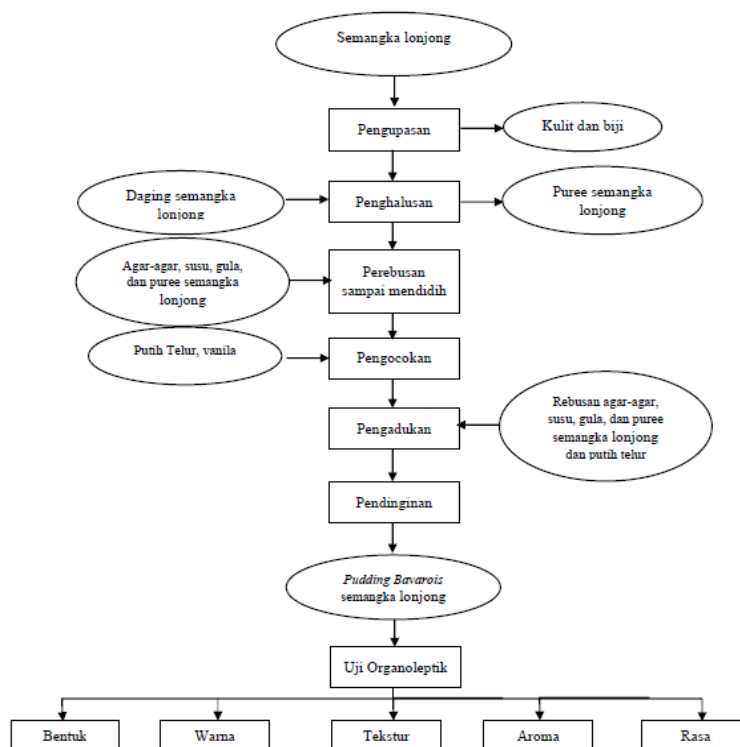 Semangka lonjong
Pengupasan
Kulit dan biji
Daging semangka
lonjong
Penghalusan
Puree semangka
lonjong
Agar-agar, susu, gula,
dan puree semangka
lonjong
Perebusan
sampai mendidih
Putih Telur, vanila
Pengocokan
Pengadukan
Rebusan agar-agar,
susu, gula, dan puree
semangka lonjong
dan putih telur
Pendinginan
Pudding Bavarois
semangka lonjong
Uji Organoleptik
Bentuk
Warna
Tekstur
Aroma
Rasa